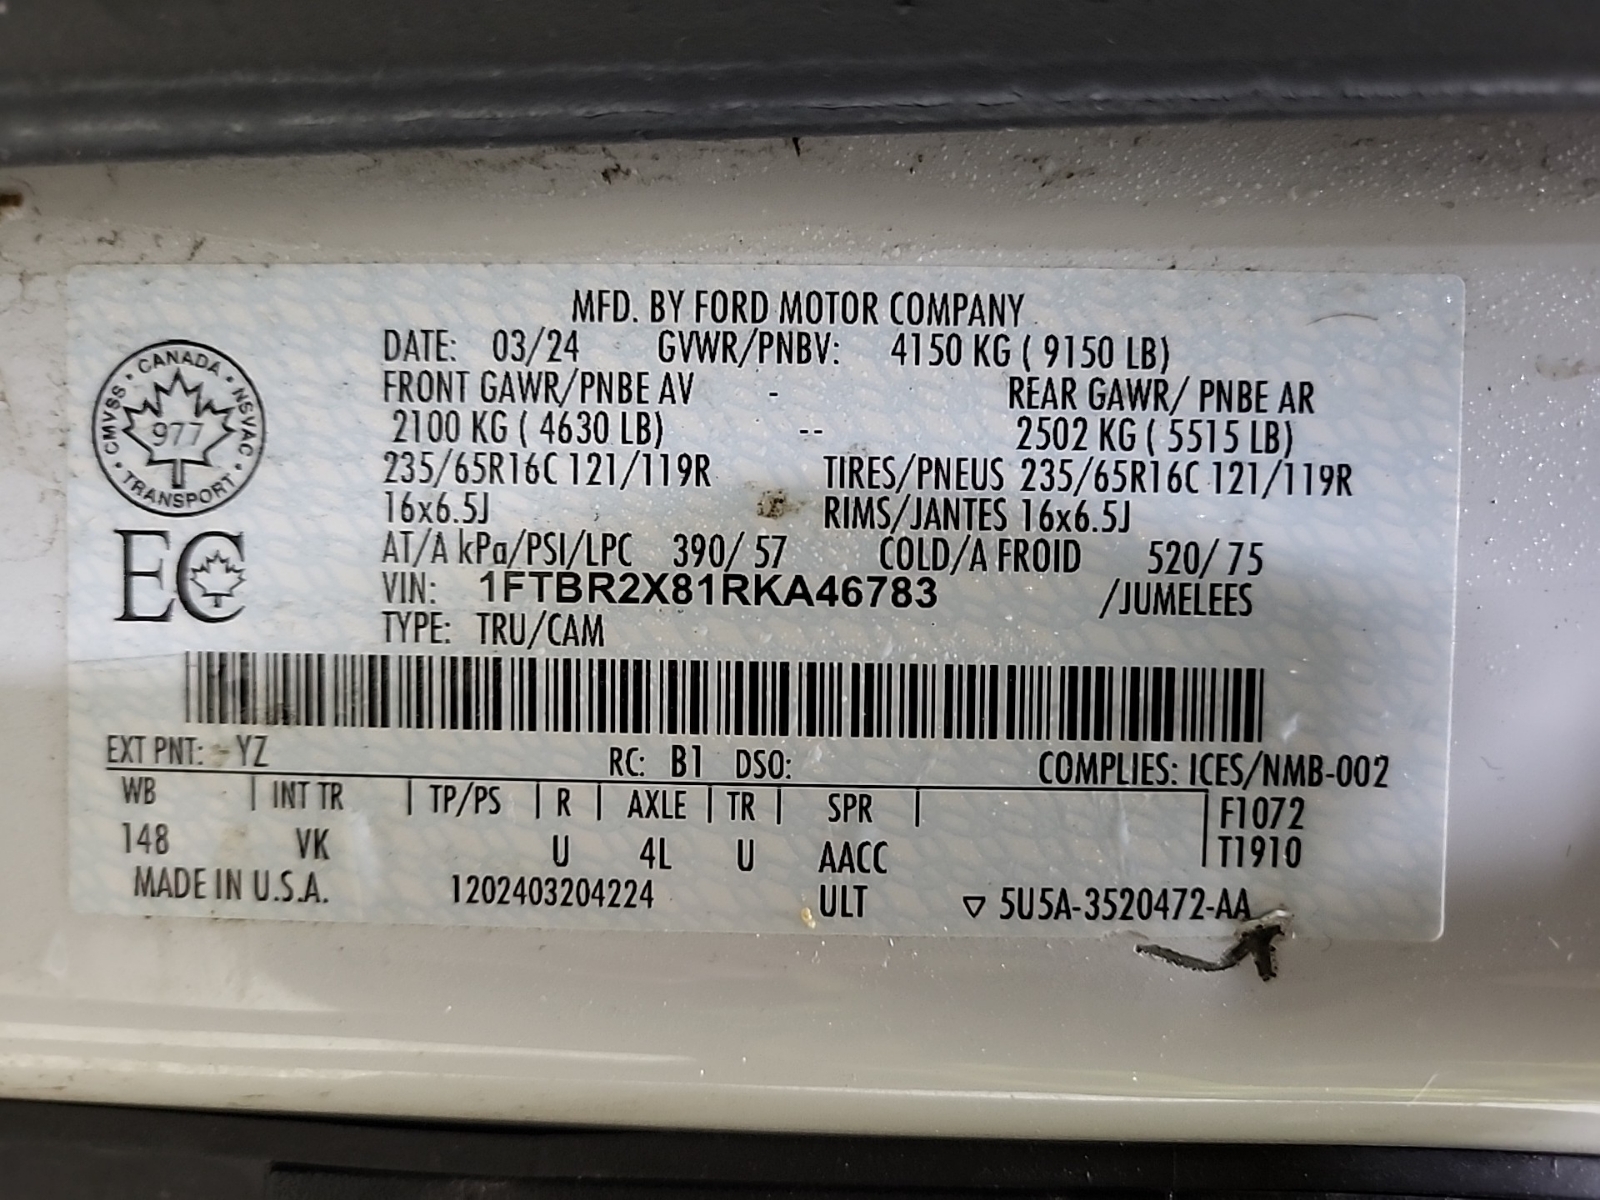 MFD. BY FORD MOTOR COMPANY
DATE: 03/24 GVWR/PNBV: 4150 KG ( 9150 LB)
FRONT GAWR/PNBE AV - REAR GAWR/ PNBE AR
2100 KG ( 4630 LB) -- 2502 KG ( 5515 LB)
235/65R16C 121/119R TIRES/PNEUS 235/65R16C 121/119R
16x6.5J RIMS/JANTES 16x6.5J
AT/A kPa/PSI/LPC 390/ 57 COLD/A FROID 520/ 75
VIN: 1FTBR2X81RKA46783 /JUMELEES
TYPE: TRU/CAM
CANADA · NSVAC · TRANSPORT · CMVSS ·
977
EC
EXT PNT: YZ RC: B1 DSO: COMPLIES: ICES/NMB-002
WB | INT TR | TP/PS | R | AXLE | TR | SPR | F1072
148 VK U 4L U AACC T1910
MADE IN U.S.A. 1202403204224 ULT ▽ 5U5A-3520472-AA